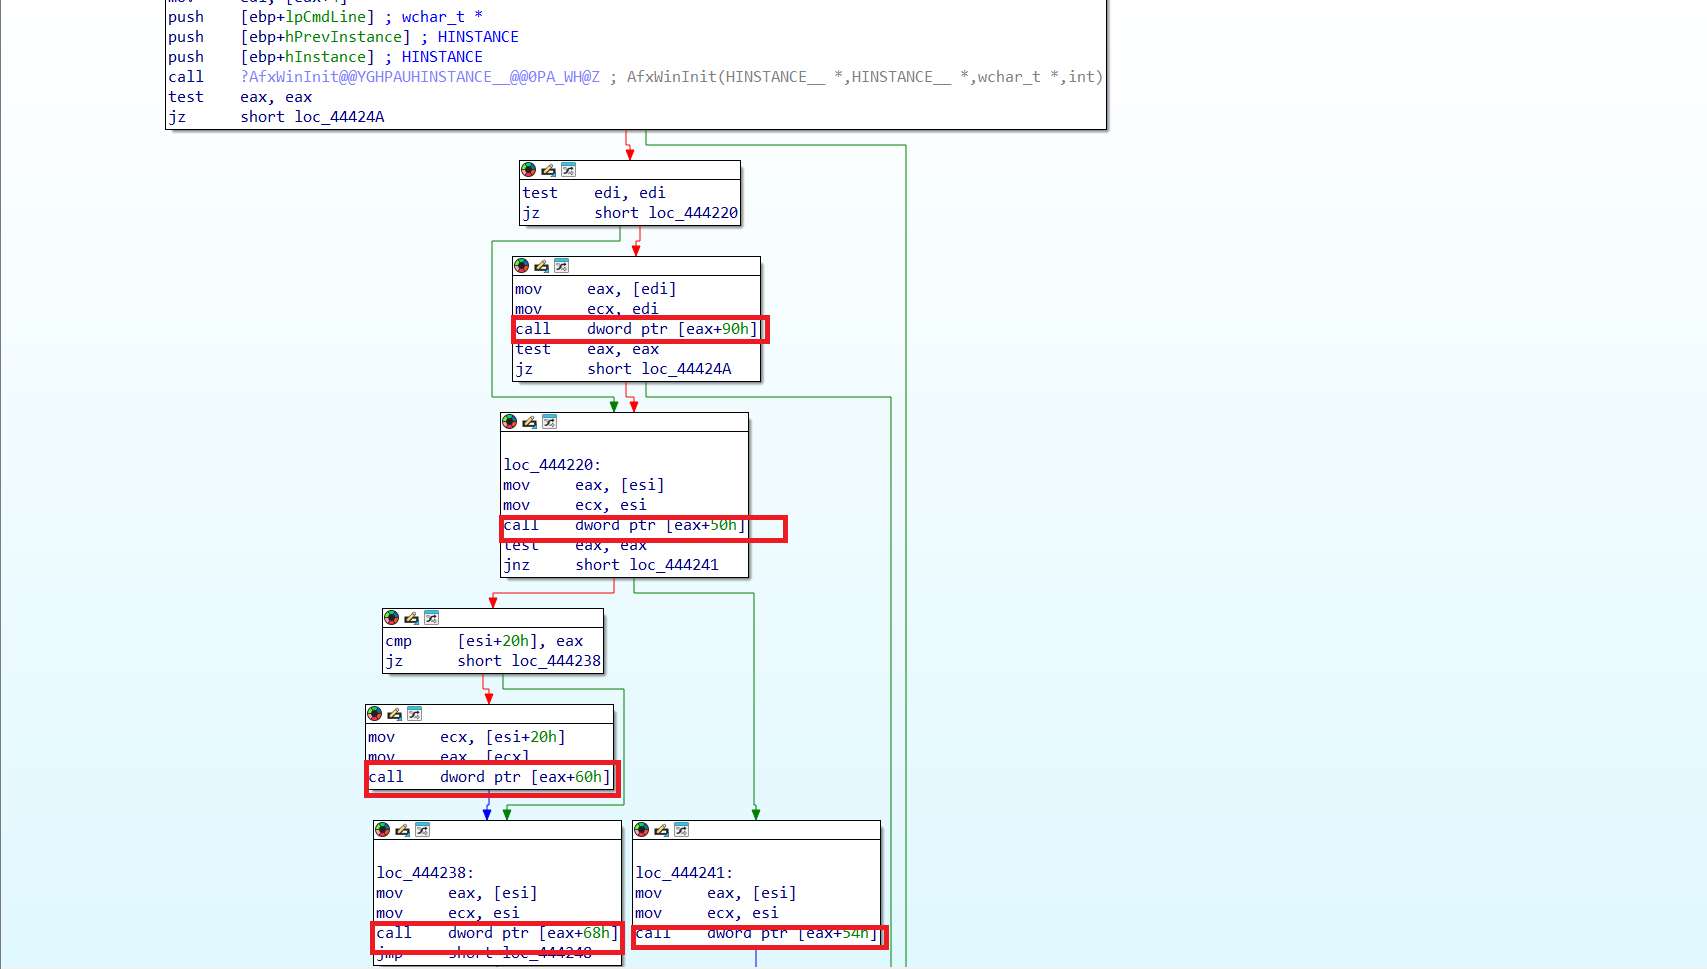 mov     edi, [eax+4]
push    [ebp+lpCmdLine] ; wchar_t *
push    [ebp+hPrevInstance] ; HINSTANCE
push    [ebp+hInstance] ; HINSTANCE
call    ?AfxWinInit@@YGHPAUHINSTANCE__@@0PA_WH@Z ; AfxWinInit(HINSTANCE__ *,HINSTANCE__ *,wchar_t *,int)
test    eax, eax
jz      short loc_44424A
test    edi, edi
jz      short loc_444220
mov     eax, [edi]
mov     ecx, edi
call    dword ptr [eax+90h]
test    eax, eax
jz      short loc_44424A
loc_444220:
mov     eax, [esi]
mov     ecx, esi
call    dword ptr [eax+50h]
test    eax, eax
jnz     short loc_444241
cmp     [esi+20h], eax
jz      short loc_444238
mov     ecx, [esi+20h]
mov     eax, [ecx]
call    dword ptr [eax+60h]
loc_444238:
mov     eax, [esi]
mov     ecx, esi
call    dword ptr [eax+68h]
jmp     short loc_444248
loc_444241:
mov     eax, [esi]
mov     ecx, esi
call    dword ptr [eax+54h]